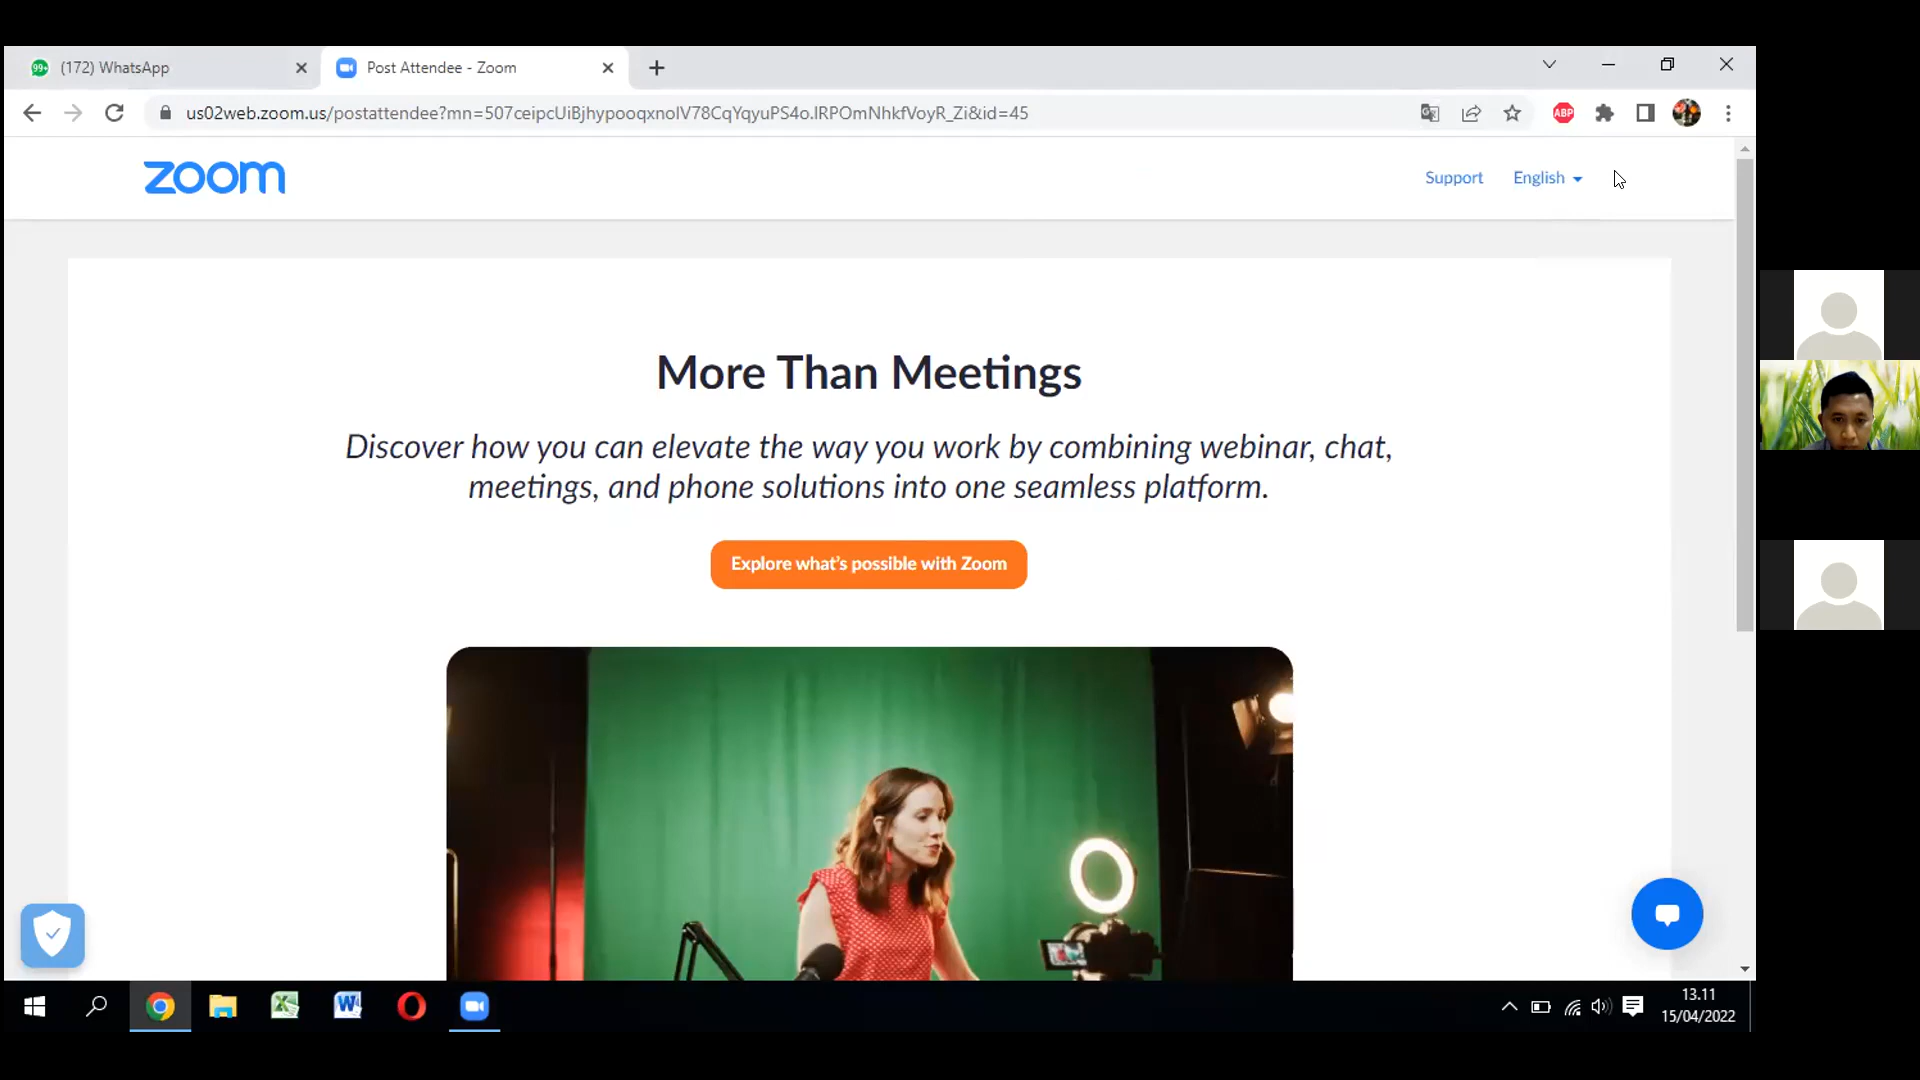 99+ (172) WhatsApp
Post Attendee - Zoom
us02web.zoom.us/postattendee?mn=507ceipcUiBjhypooqxnolV78CqYqyuPS4o.lRPOmNhkfVoyR_Zi&id=45
ABP
zoom
Support
English
More Than Meetings
Discover how you can elevate the way you work by combining webinar, chat,
meetings, and phone solutions into one seamless platform.
Explore what's possible with Zoom
13.11
15/04/2022